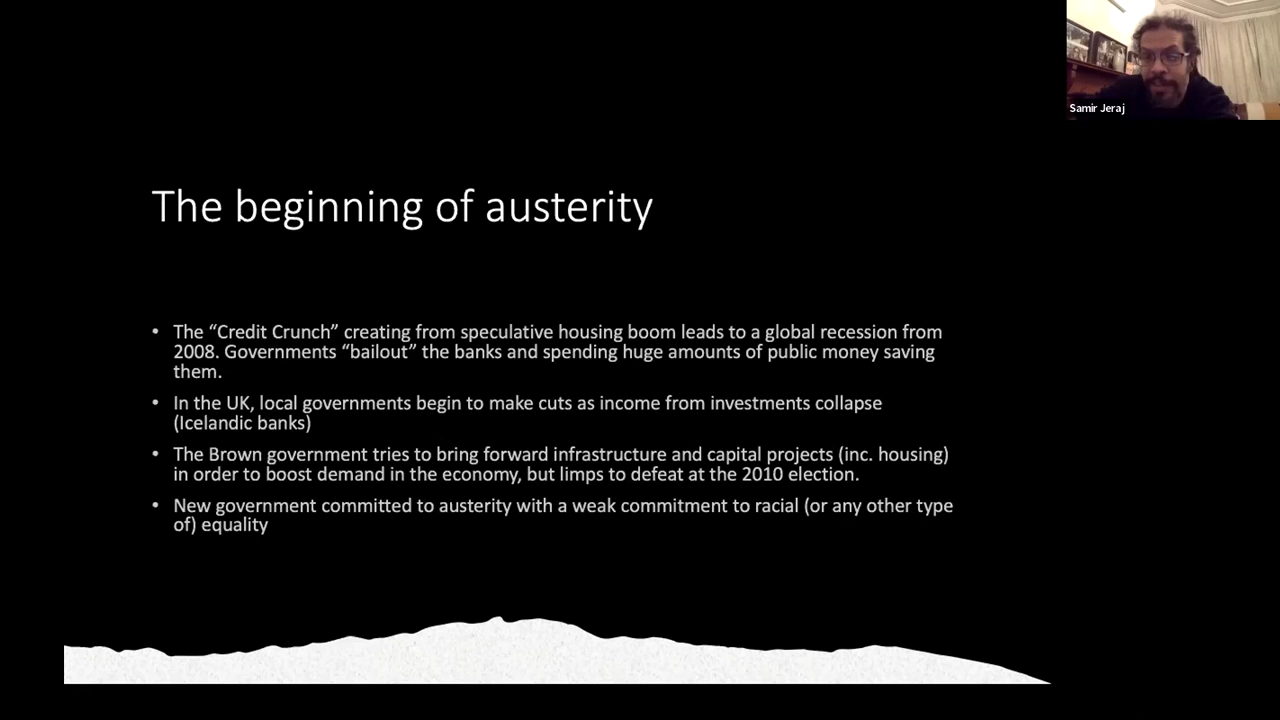 Samir Jeraj
The beginning of austerity
• The “Credit Crunch” creating from speculative housing boom leads to a global recession from
2008. Governments “bailout” the banks and spending huge amounts of public money saving
them.
• In the UK, local governments begin to make cuts as income from investments collapse
(Icelandic banks)
• The Brown government tries to bring forward infrastructure and capital projects (inc. housing)
in order to boost demand in the economy, but limps to defeat at the 2010 election.
• New government committed to austerity with a weak commitment to racial (or any other type
of) equality